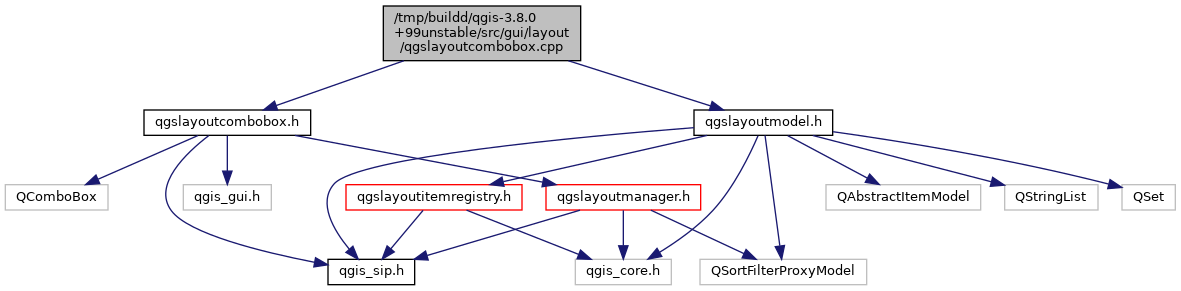 /tmp/buildd/qgis-3.8.0
+99unstable/src/gui/layout
/qgslayoutcombobox.cpp
qgslayoutcombobox.h
qgslayoutmodel.h
QComboBox
qgis_gui.h
qgslayoutitemregistry.h
qgslayoutmanager.h
QAbstractItemModel
QStringList
QSet
qgis_sip.h
qgis_core.h
QSortFilterProxyModel